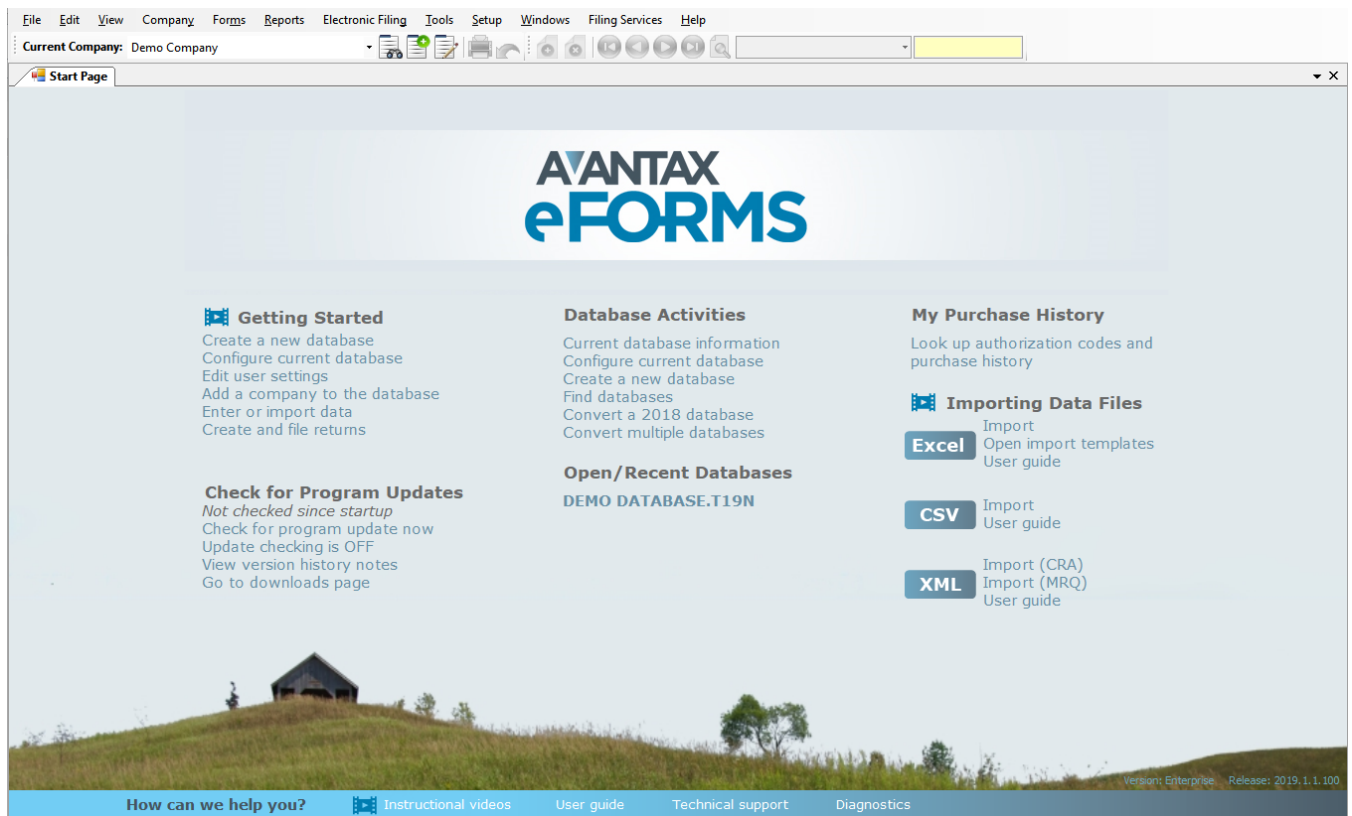 File Edit View Company Forms Reports Electronic Filing Tools Setup Windows Filing Services Help
Current Company: Demo Company
Start Page
AVANTAX
eFORMS
Getting Started
Create a new database
Configure current database
Edit user settings
Add a company to the database
Enter or import data
Create and file returns
Check for Program Updates
Not checked since startup
Check for program update now
Update checking is OFF
View version history notes
Go to downloads page
Database Activities
Current database information
Configure current database
Create a new database
Find databases
Convert a 2018 database
Convert multiple databases
Open/Recent Databases
DEMO DATABASE.T19N
My Purchase History
Look up authorization codes and
purchase history
Importing Data Files
Excel
Import
Open import templates
User guide
CSV
Import
User guide
XML
Import (CRA)
Import (MRQ)
User guide
Version: Enterprise Release: 2019.1.1.100
How can we help you? Instructional videos User guide Technical support Diagnostics